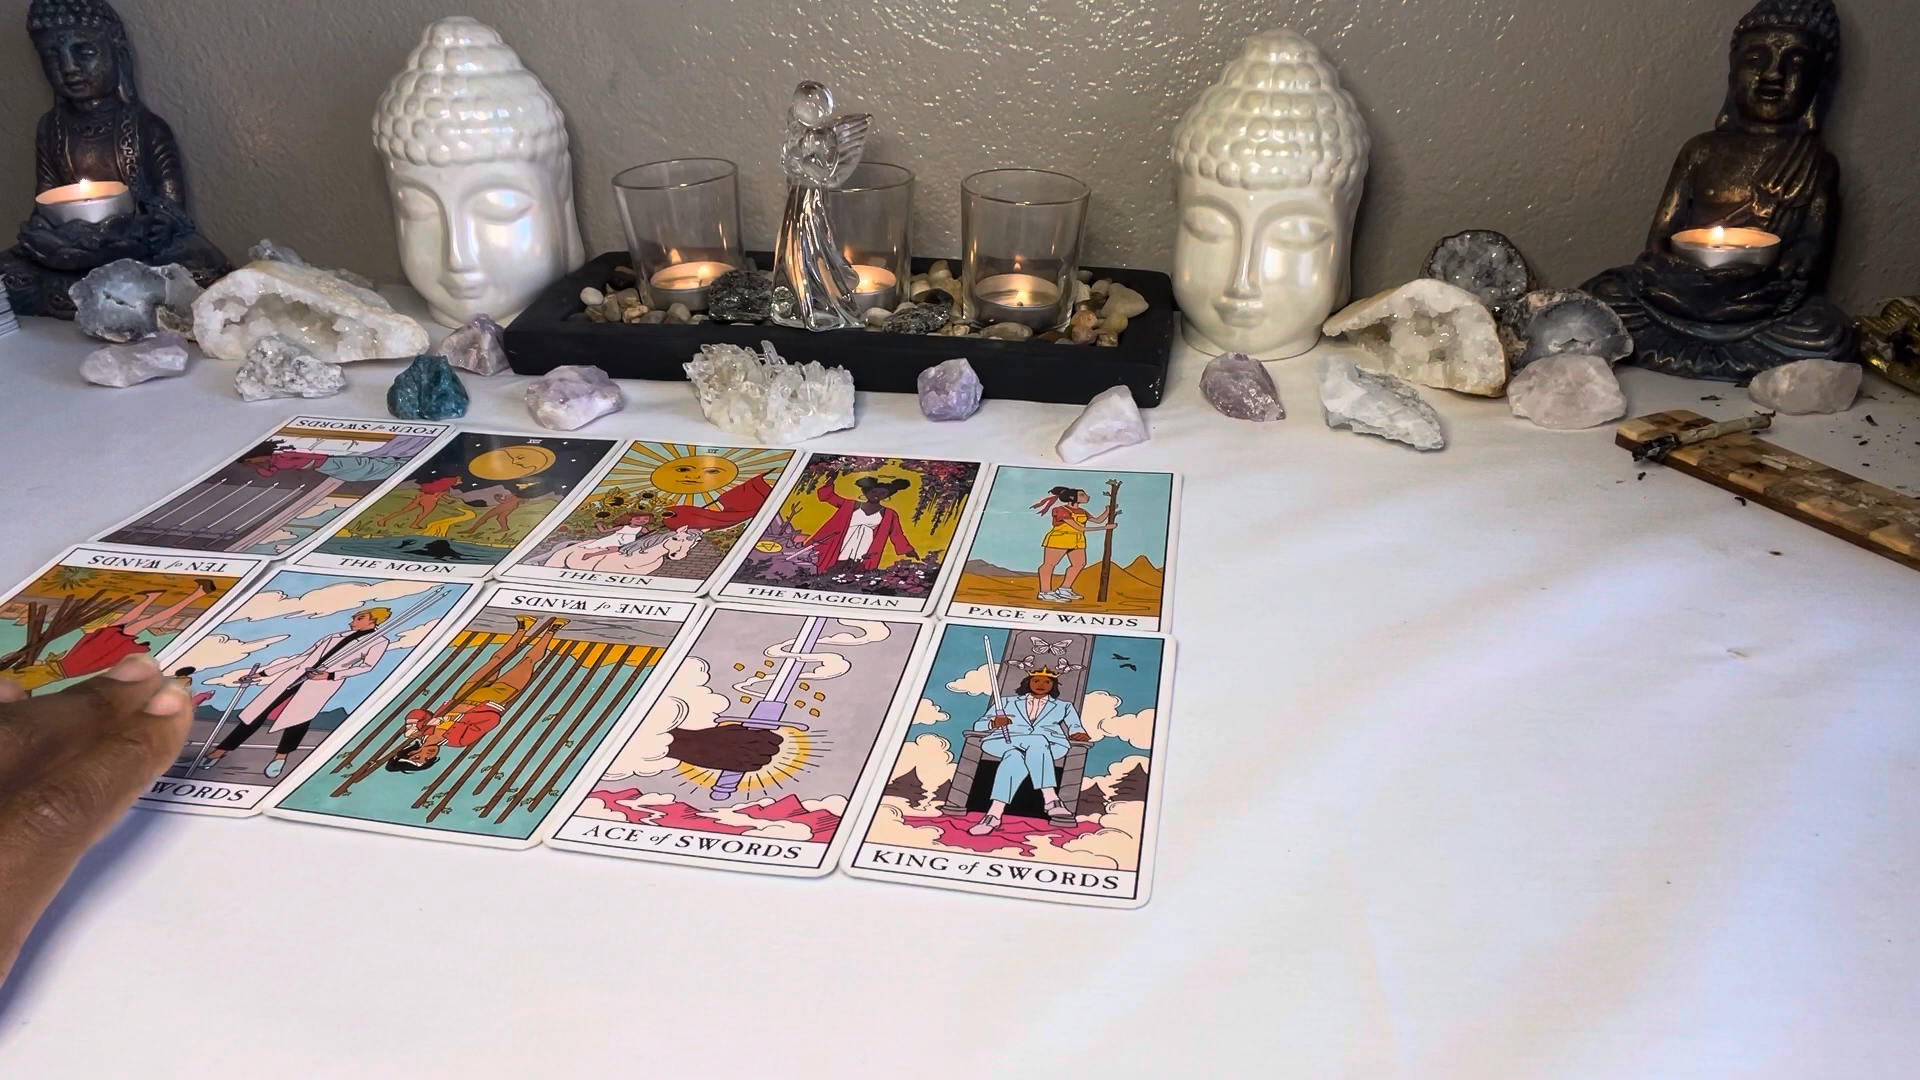 FOUR of SWORDS
THE MOON
THE SUN
THE MAGICIAN
PAGE of WANDS
TEN of WANDS
WORDS
NINE of WANDS
ACE of SWORDS
KING of SWORDS